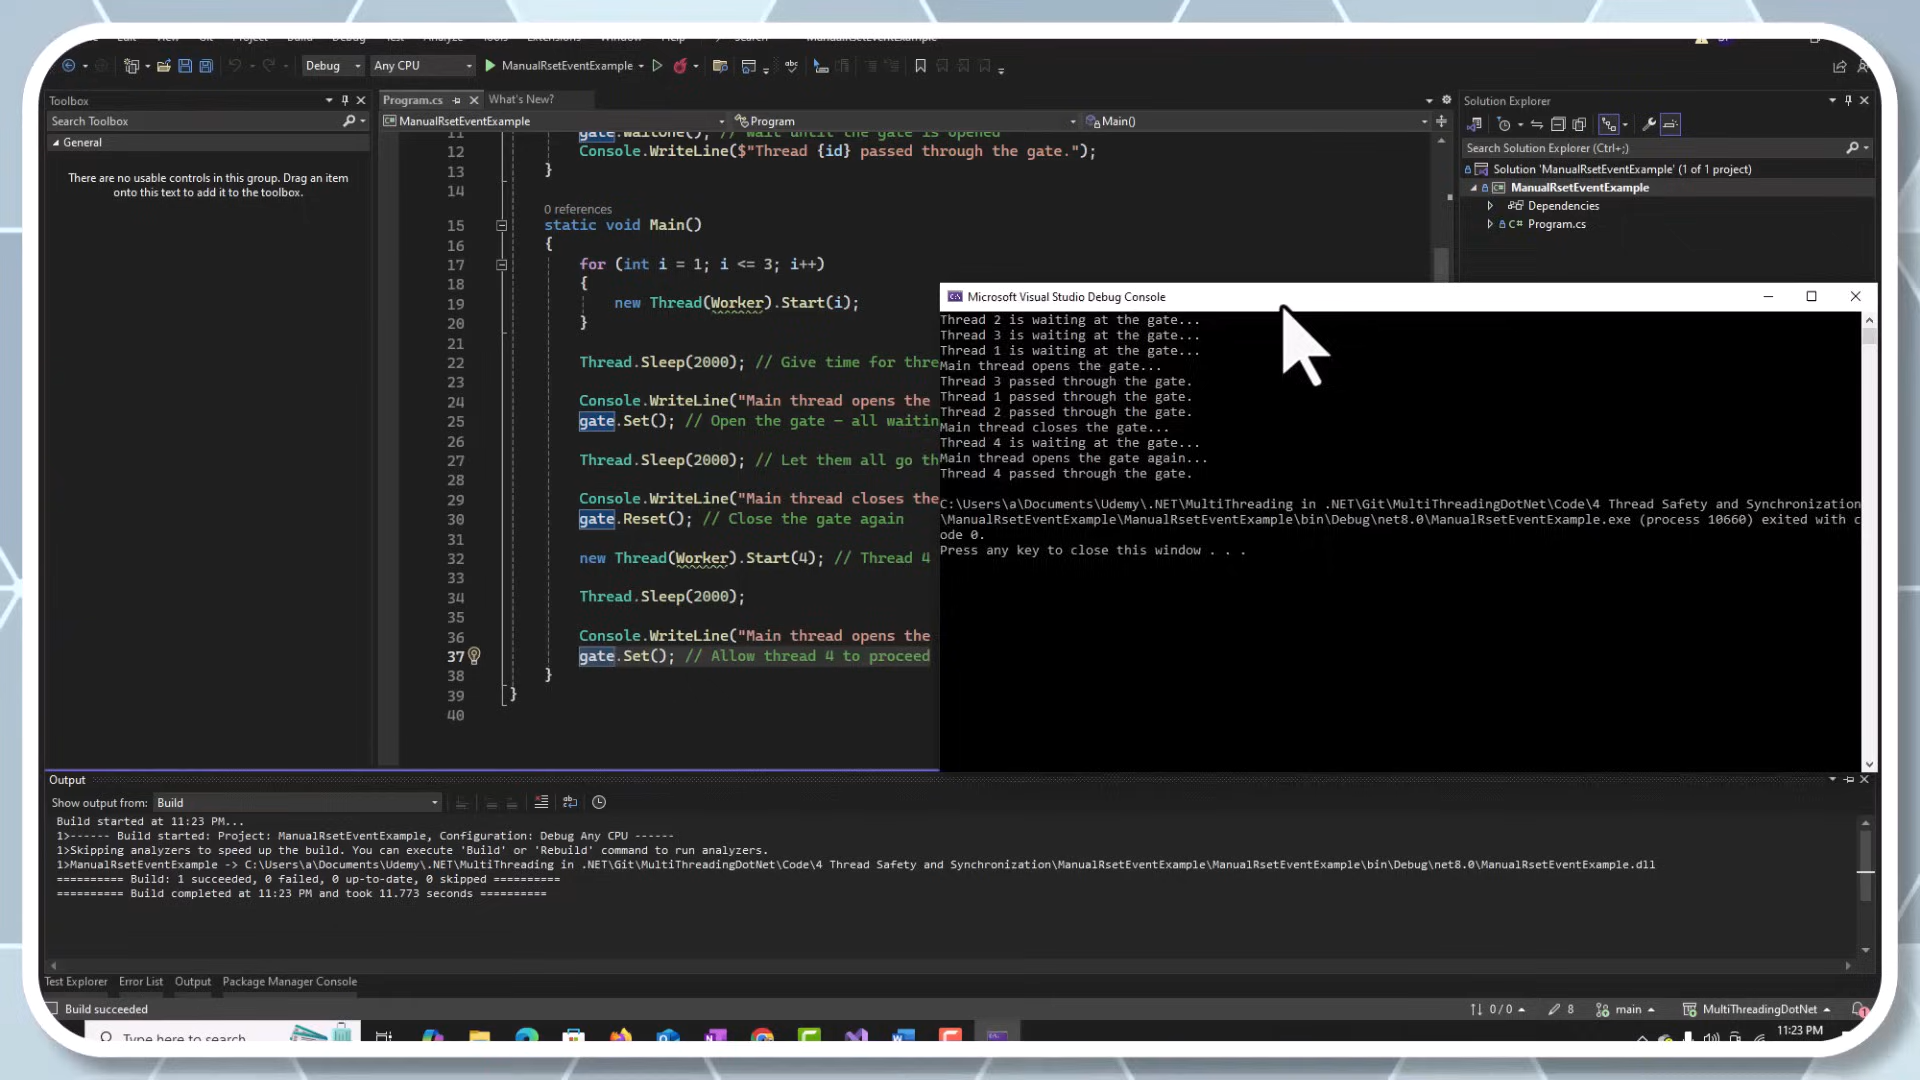 Debug
Any CPU
ManualRsetEventExample
Toolbox
Search Toolbox
General
There are no usable controls in this group. Drag an item
onto this text to add it to the toolbox.
Program.cs
What's New?
ManualRsetEventExample
Program
Main()
11 gate.WaitOne(); // Wait until the gate is opened
12 Console.WriteLine($"Thread {id} passed through the gate.");
13 }
14
0 references
15 static void Main()
16 {
17 for (int i = 1; i <= 3; i++)
18 {
19 new Thread(Worker).Start(i);
20 }
21
22 Thread.Sleep(2000); // Give time for thre
23
24 Console.WriteLine("Main thread opens the
25 gate.Set(); // Open the gate – all waitin
26
27 Thread.Sleep(2000); // Let them all go th
28
29 Console.WriteLine("Main thread closes the
30 gate.Reset(); // Close the gate again
31
32 new Thread(Worker).Start(4); // Thread 4
33
34 Thread.Sleep(2000);
35
36 Console.WriteLine("Main thread opens the
37 gate.Set(); // Allow thread 4 to proceed
38 }
39 }
40
Solution Explorer
Search Solution Explorer (Ctrl+;)
Solution 'ManualRsetEventExample' (1 of 1 project)
ManualRsetEventExample
Dependencies
C# Program.cs
Microsoft Visual Studio Debug Console
Thread 2 is waiting at the gate...
Thread 3 is waiting at the gate...
Thread 1 is waiting at the gate...
Main thread opens the gate...
Thread 3 passed through the gate.
Thread 1 passed through the gate.
Thread 2 passed through the gate.
Main thread closes the gate...
Thread 4 is waiting at the gate...
Main thread opens the gate again...
Thread 4 passed through the gate.
C:\Users\a\Documents\Udemy\.NET\MultiThreading in .NET\Git\MultiThreadingDotNet\Code\4 Thread Safety and Synchronization
\ManualRsetEventExample\ManualRsetEventExample\bin\Debug\net8.0\ManualRsetEventExample.exe (process 10660) exited with c
ode 0.
Press any key to close this window . . .
Output
Show output from: Build
Build started at 11:23 PM...
1>------ Build started: Project: ManualRsetEventExample, Configuration: Debug Any CPU ------
1>Skipping analyzers to speed up the build. You can execute 'Build' or 'Rebuild' command to run analyzers.
1>ManualRsetEventExample -> C:\Users\a\Documents\Udemy\.NET\MultiThreading in .NET\Git\MultiThreadingDotNet\Code\4 Thread Safety and Synchronization\ManualRsetEventExample\ManualRsetEventExample\bin\Debug\net8.0\ManualRsetEventExample.dll
========== Build: 1 succeeded, 0 failed, 0 up-to-date, 0 skipped ==========
========== Build completed at 11:23 PM and took 11.773 seconds ==========
Test Explorer Error List Output Package Manager Console
Build succeeded
0 / 0
8
main
MultiThreadingDotNet
Type here to search
11:23 PM